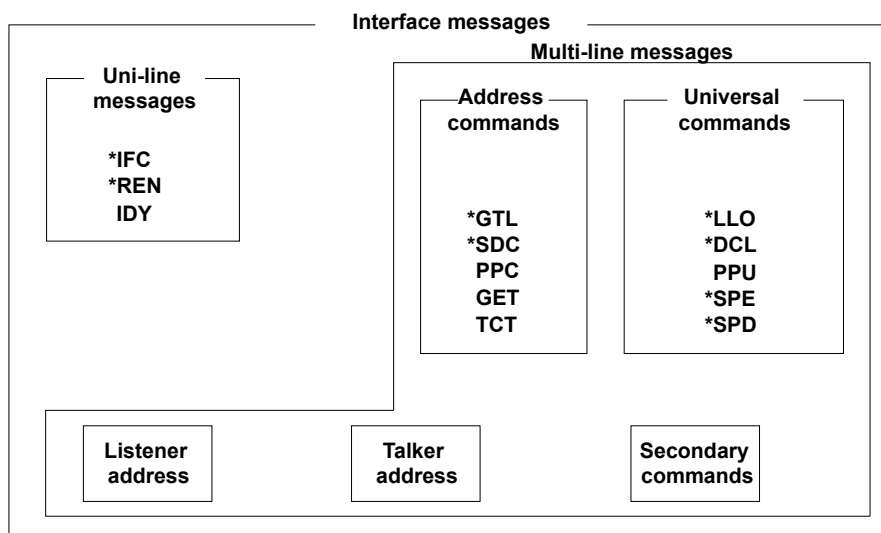 Interface messages
Multi-line messages
Uni-line
messages
*IFC
*REN
IDY
Address
commands
*GTL
*SDC
PPC
GET
TCT
Universal
commands
*LLO
*DCL
PPU
*SPE
*SPD
Listener
address
Talker
address
Secondary
commands